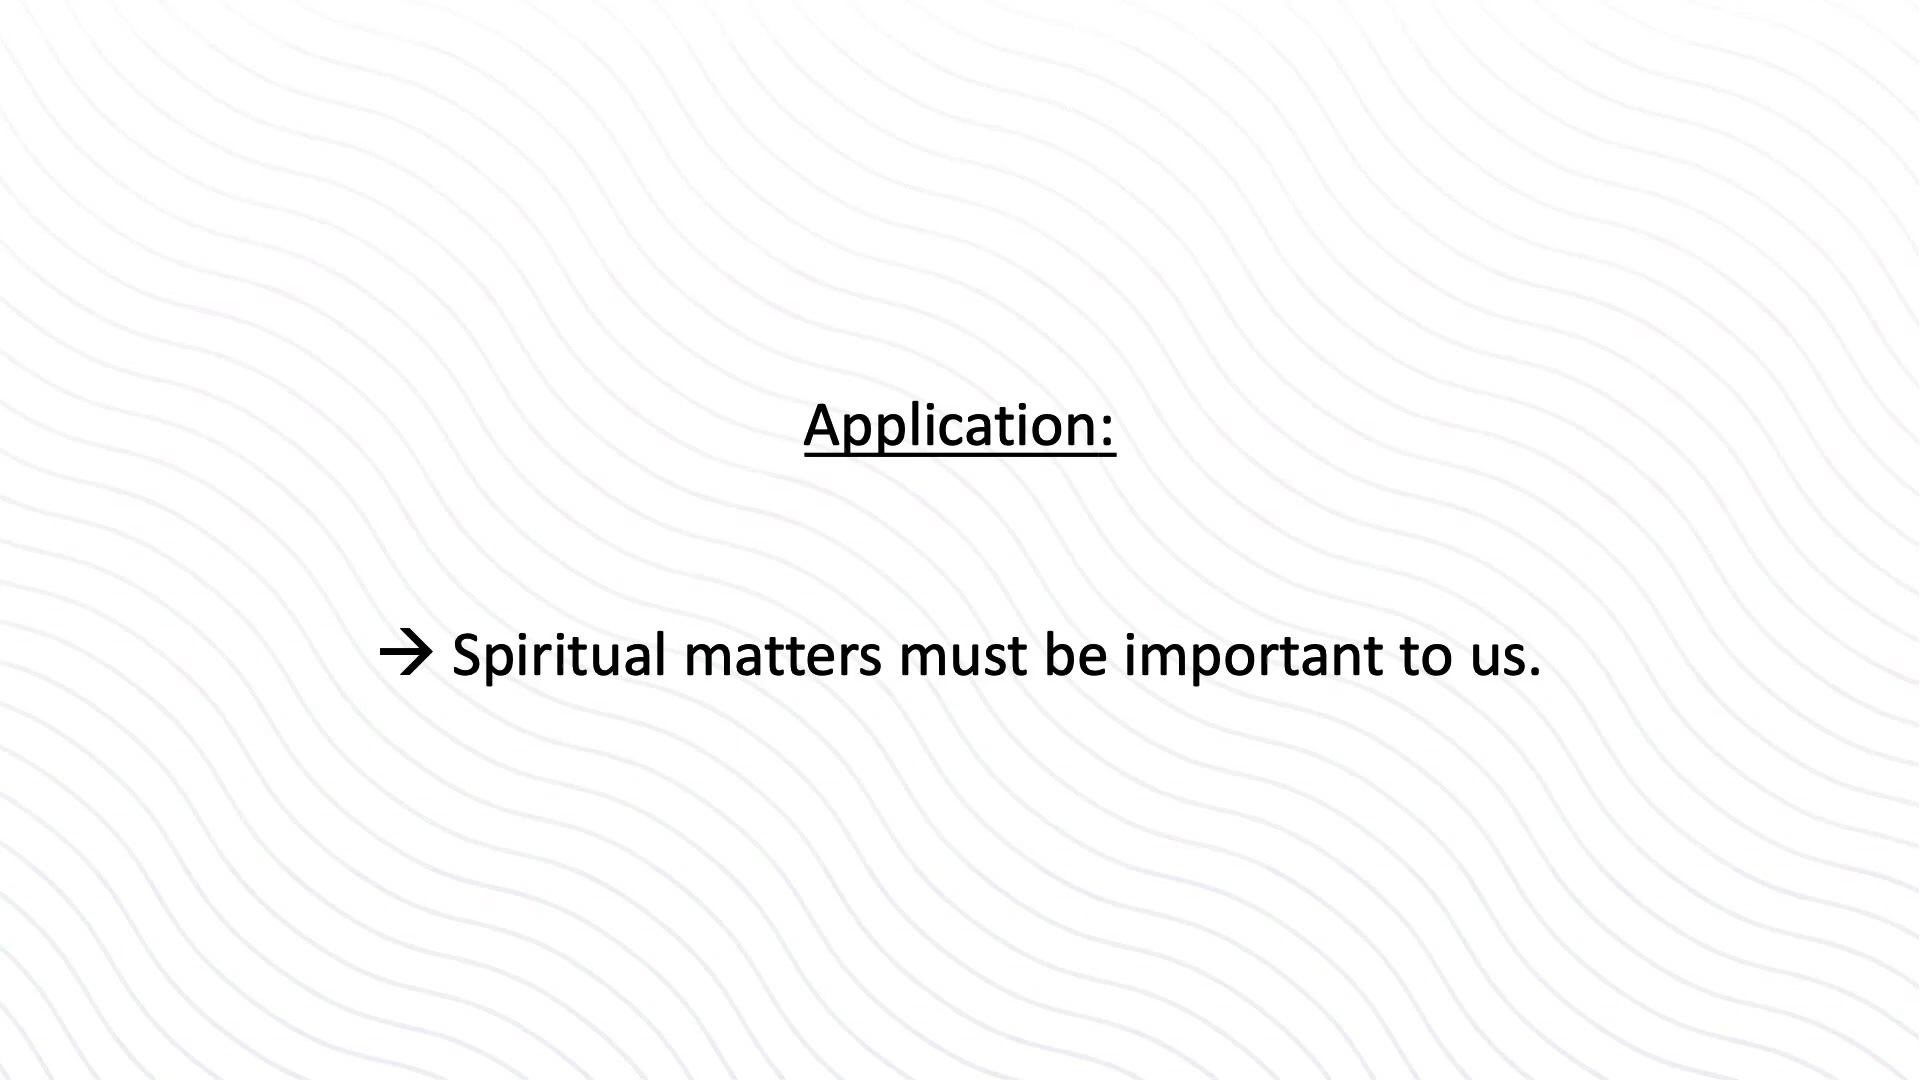 Application:
→ Spiritual matters must be important to us.